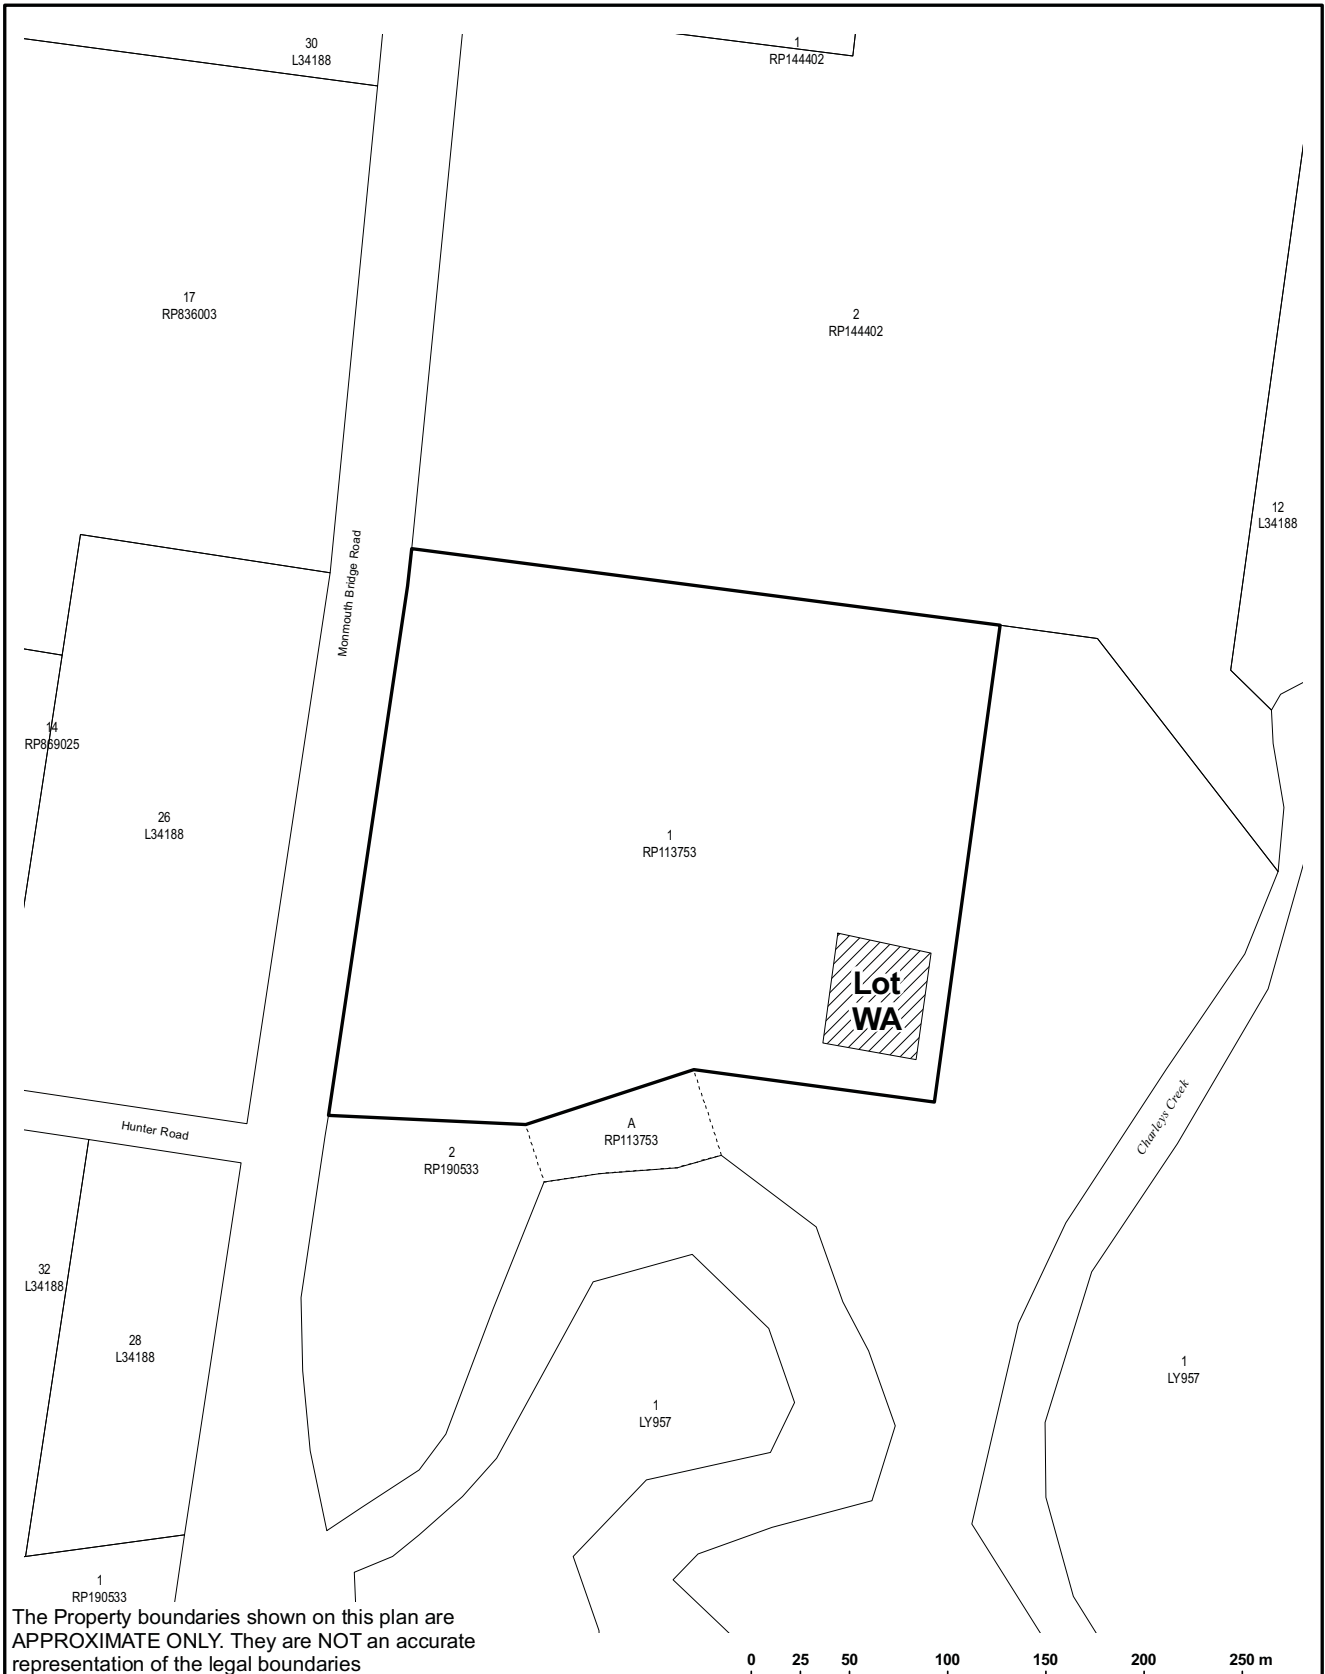 30
L34188
1
RP144402
17
RP836003
2
RP144402
12
L34188
Monmouth Bridge Road
14
RP869025
26
L34188
1
RP113753
Lot
WA
Hunter Road
A
RP113753
2
RP190533
Charleys Creek
32
L34188
28
L34188
1
LY957
1
LY957
1
RP190533
The Property boundaries shown on this plan are
APPROXIMATE ONLY. They are NOT an accurate
representation of the legal boundaries
0 25 50 100 150 200 250 m